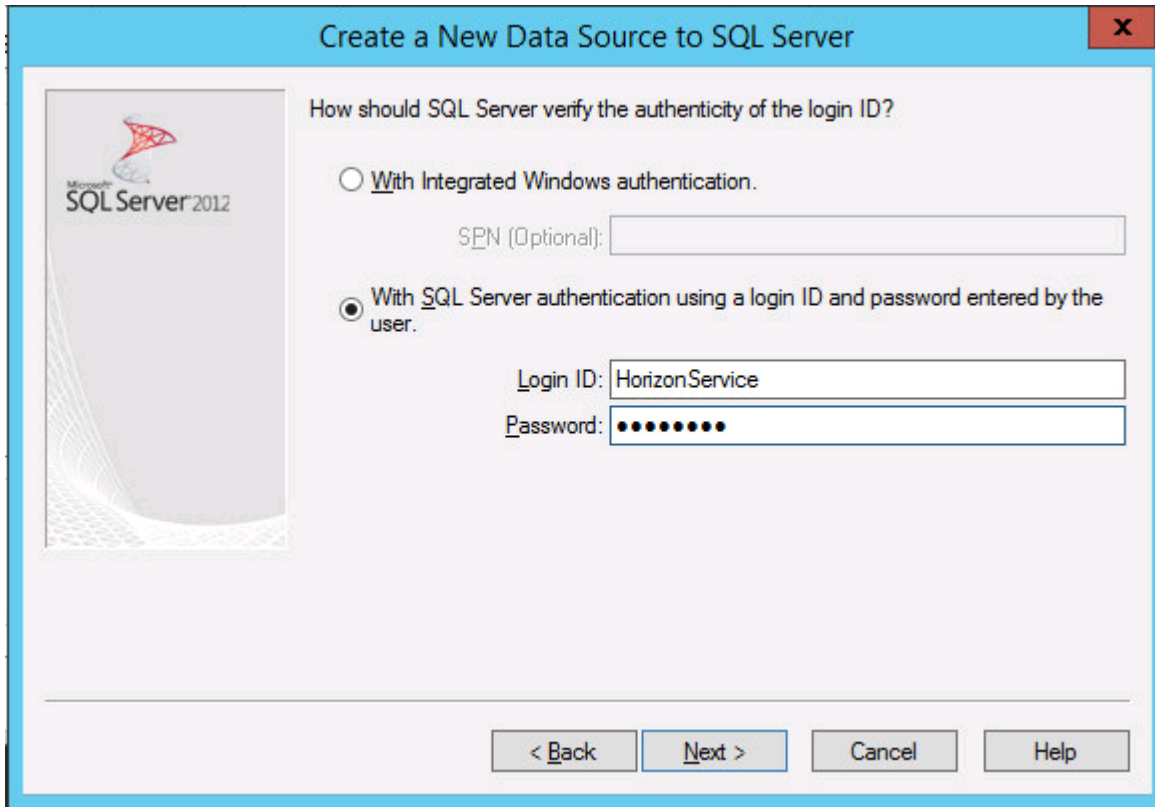 Create a New Data Source to SQL Server
x
How should SQL Server verify the authenticity of the login ID?
Microsoft
SQL Server 2012
With Integrated Windows authentication.
SPN (Optional):
With SQL Server authentication using a login ID and password entered by the
user.
Login ID: HorizonService
Password: ●●●●●●●●
< Back Next > Cancel Help